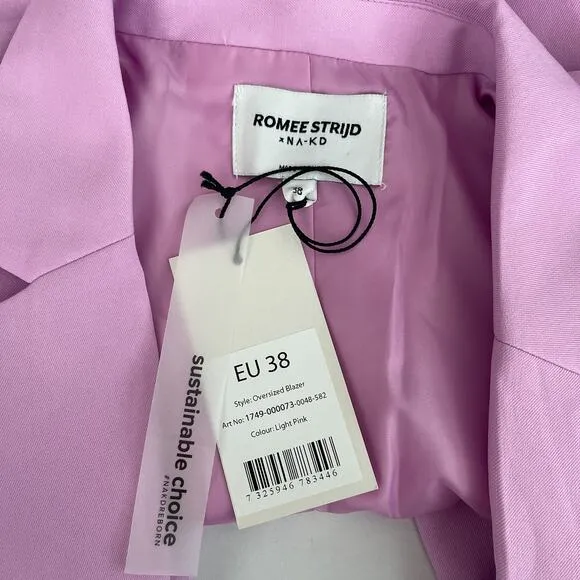 ROMEE STRIJD
x NA-KD
38
EU 38
Style: Oversized Blazer
Art No: 1749-000073-0048-582
Colour: Light Pink
7 325946 783446
sustainable choice
#NAKDREBORN